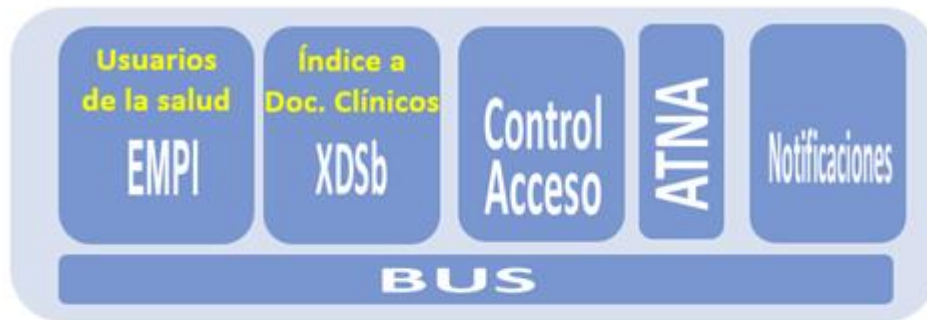 Usuarios
de la salud
EMPI
Índice a
Doc. Clínicos
XDSb
Control
Acceso
ATNA
Notificaciones
BUS